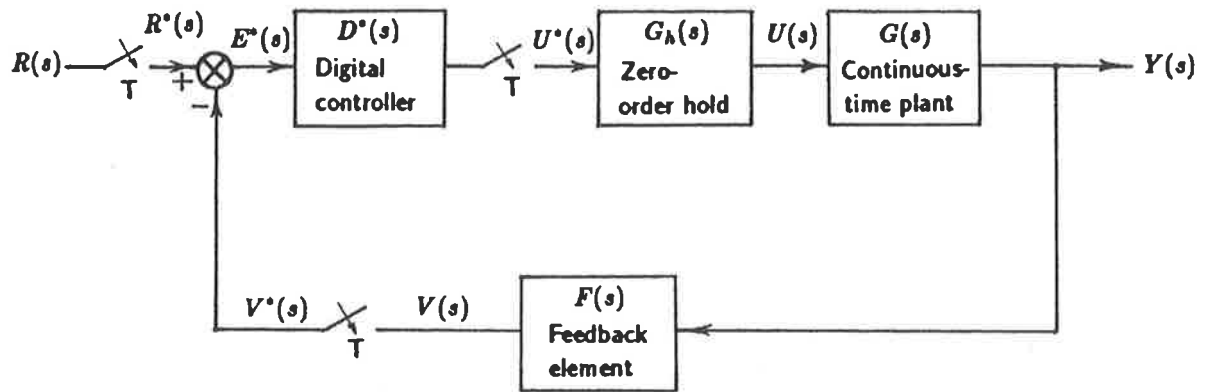 R(s)
T
R*(s)
+
-
E*(s)
D*(s)
Digital
controller
T
U*(s)
G_h(s)
Zero-
order hold
U(s)
G(s)
Continuous-
time plant
Y(s)
V*(s)
T
V(s)
F(s)
Feedback
element